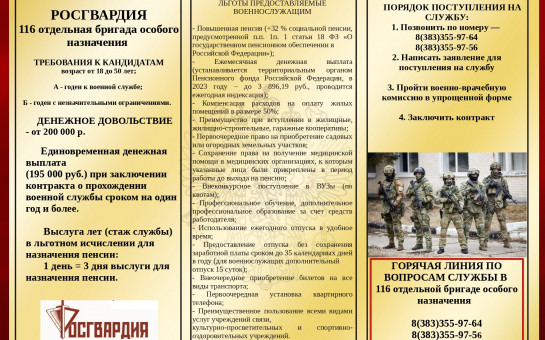 РОСГВАРДИЯ
116 отдельная бригада особого
назначения
ТРЕБОВАНИЯ К КАНДИДАТАМ
возраст от 18 до 50 лет;
А - годен к военной службе;
Б - годен с незначительными ограничениями.
ДЕНЕЖНОЕ ДОВОЛЬСТВИЕ
- от 200 000 р.
Единовременная денежная
выплата
(195 000 руб.) при заключении
контракта о прохождении
военной службы сроком на один
год и более.
Выслуга лет (стаж службы)
в льготном исчислении для
назначения пенсии:
1 день = 3 дня выслуги для
назначения пенсии.
РОСГВАРДИЯ
ЛЬГОТЫ ПРЕДОСТАВЛЯЕМЫЕ
ВОЕННОСЛУЖАЩИМ
- Повышенная пенсия (+32 % социальной пенсии,
предусмотренной п.п. 1п. 1 статьи 18 ФЗ «О
государственном пенсионном обеспечении в
Российской Федерации»);
- Ежемесячная денежная выплата
(устанавливается территориальным органом
Пенсионного фонда Российской Федерации, в
2023 году – до 3 896,19 руб., проводится
ежегодная индексация);
- Компенсация расходов на оплату жилых
помещений в размере 50%;
- Преимущество при вступлении в жилищные,
жилищно-строительные, гаражные кооперативы;
- Первоочередное право на приобретение садовых
или огородных земельных участков;
- Сохранение права на получение медицинской
помощи в медицинских организациях, к которым
указанные лица были прикреплены в период
работы до выхода на пенсию;
- Внеконкурсное поступление в ВУЗы (по
квотам);
- Профессиональное обучение, дополнительное
профессиональное образование за счет средств
работодателя;
- Использование ежегодного отпуска в удобное
время;
- Предоставление отпуска без сохранения
заработной платы сроком до 35 календарных дней
в году (для военнослужащих дополнительный
отпуск 15 суток);
- Внеочередное приобретение билетов на все
виды транспорта;
- Первоочередная установка квартирного
телефона;
- Преимущественное пользование всеми видами
услуг учреждений связи,
культурно-просветительных и спортивно-
оздоровительных учреждений.
ПОРЯДОК ПОСТУПЛЕНИЯ НА
СЛУЖБУ:
1. Позвонить по номеру —
8(383)355-97-64
8(383)355-97-56
2. Написать заявление для
поступления на службу
3. Пройти военно-врачебную
комиссию в упрощенной форме
4. Заключить контракт
ГОРЯЧАЯ ЛИНИЯ ПО
ВОПРОСАМ СЛУЖБЫ В
116 отдельной бригаде особого
назначения
8(383)355-97-64
8(383)355-97-56